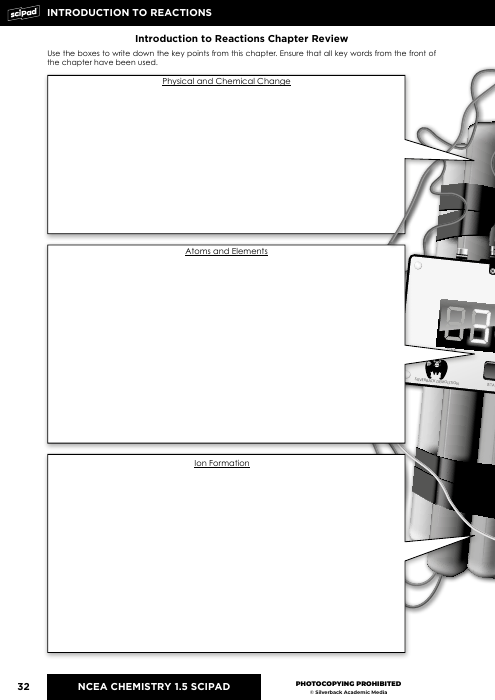 scipad INTRODUCTION TO REACTIONS
Introduction to Reactions Chapter Review
Use the boxes to write down the key points from this chapter. Ensure that all key words from the front of
the chapter have been used.
Physical and Chemical Change
Atoms and Elements
03
Ion Formation
32
NCEA CHEMISTRY 1.5 SCIPAD
PHOTOCOPYING PROHIBITED
© Silverback Academic Media